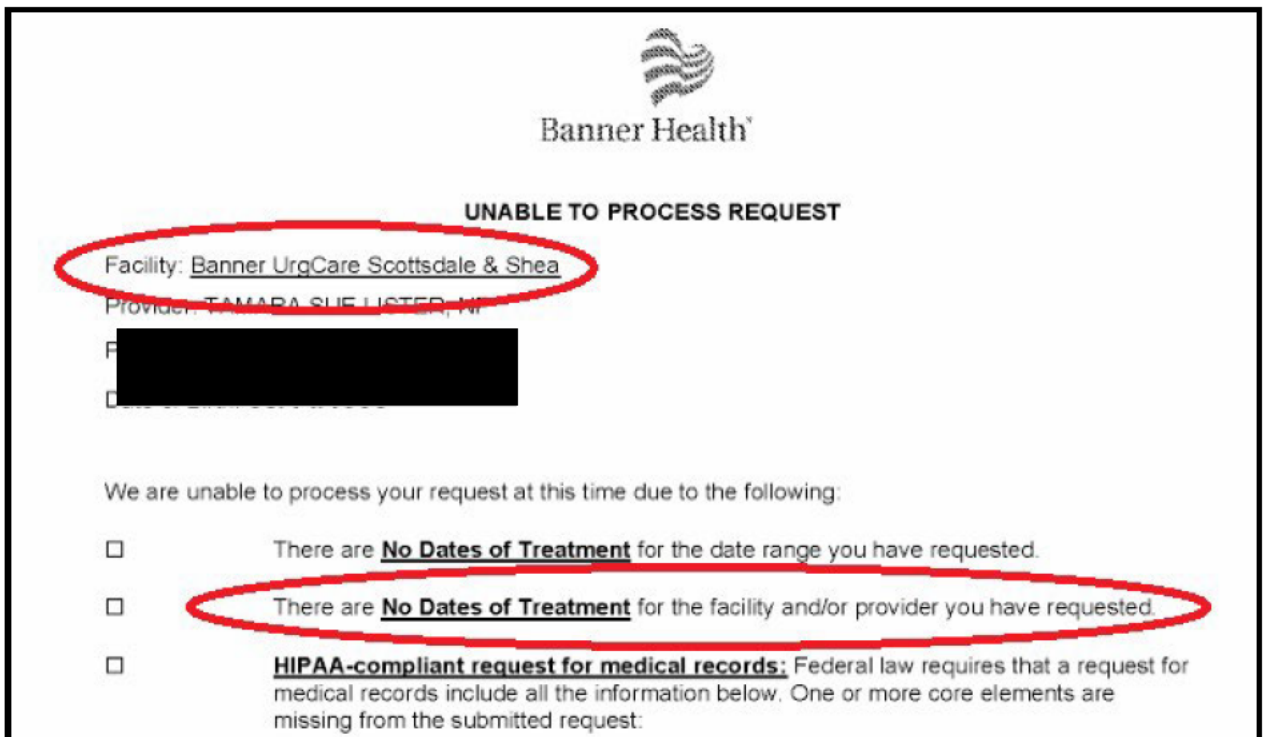 Banner Health
UNABLE TO PROCESS REQUEST
Facility: Banner UrgCare Scottsdale & Shea
Provider: TAMARA SUE LISTER, NP
We are unable to process your request at this time due to the following:
☐ There are No Dates of Treatment for the date range you have requested.
☐ There are No Dates of Treatment for the facility and/or provider you have requested.
☐ HIPAA-compliant request for medical records: Federal law requires that a request for
medical records include all the information below. One or more core elements are
missing from the submitted request: